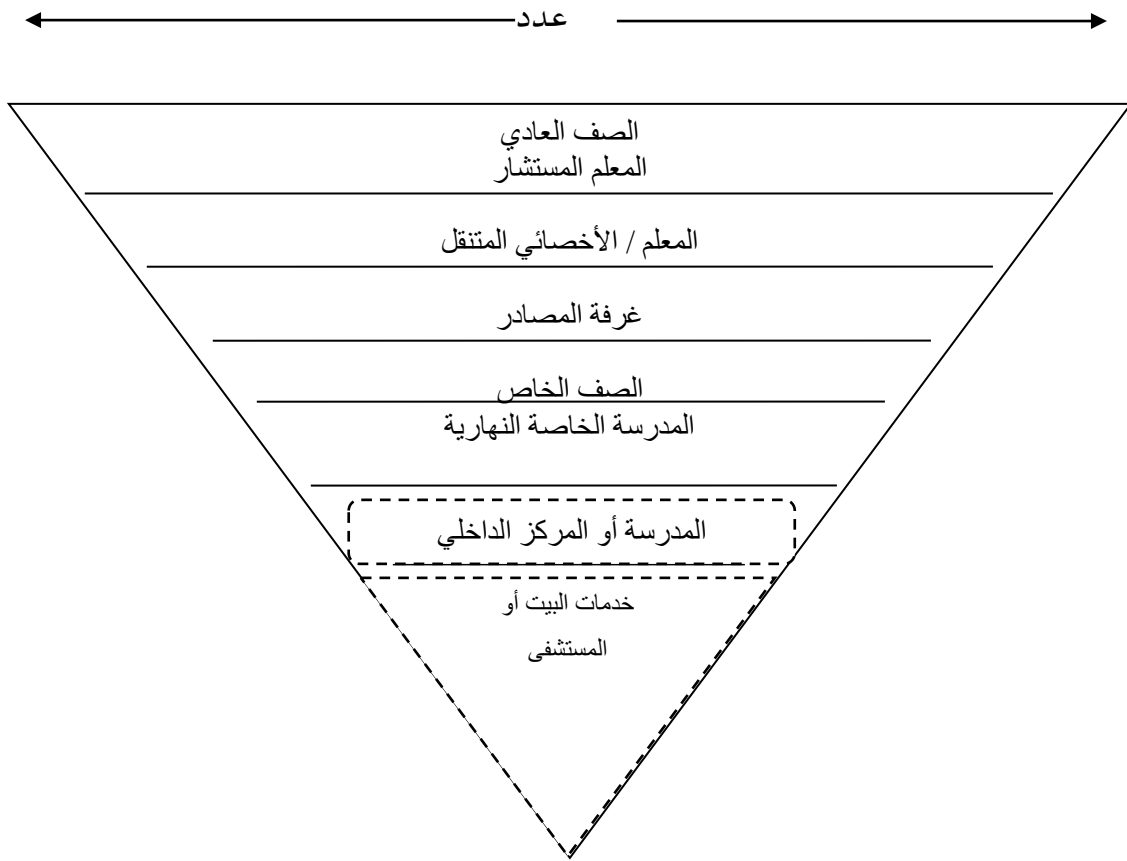 عدد
الصف العادي
المعلم المستشار
المعلم / الأخصائي المتنقل
غرفة المصادر
الصف الخاص
المدرسة الخاصة النهارية
المدرسة أو المركز الداخلي
خدمات البيت أو
المستشفى